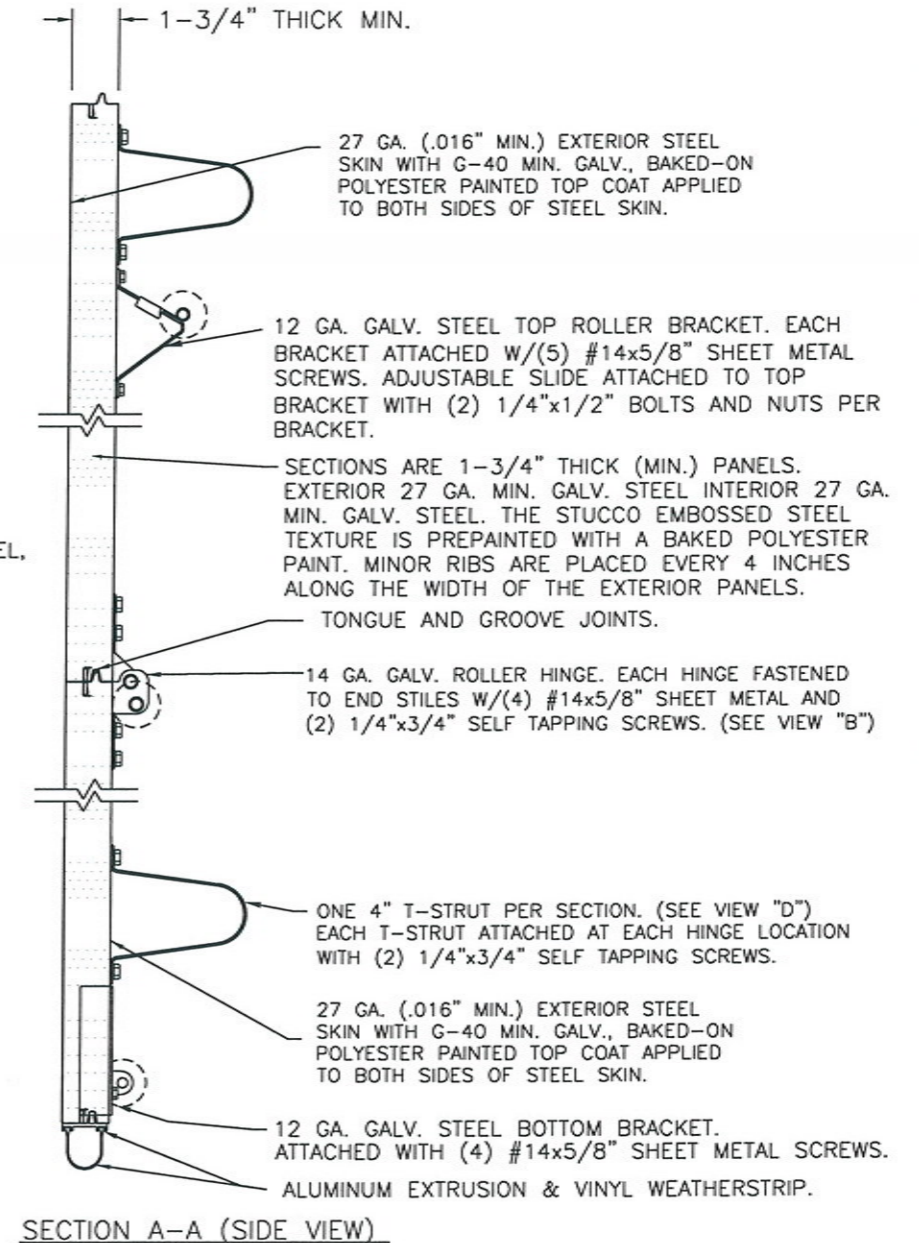 1-3/4" THICK MIN.
27 GA. (.016" MIN.) EXTERIOR STEEL
SKIN WITH G-40 MIN. GALV., BAKED-ON
POLYESTER PAINTED TOP COAT APPLIED
TO BOTH SIDES OF STEEL SKIN.
12 GA. GALV. STEEL TOP ROLLER BRACKET. EACH
BRACKET ATTACHED W/(5) #14x5/8" SHEET METAL
SCREWS. ADJUSTABLE SLIDE ATTACHED TO TOP
BRACKET WITH (2) 1/4"x1/2" BOLTS AND NUTS PER
BRACKET.
SECTIONS ARE 1-3/4" THICK (MIN.) PANELS.
EXTERIOR 27 GA. MIN. GALV. STEEL INTERIOR 27 GA.
MIN. GALV. STEEL. THE STUCCO EMBOSSED STEEL
TEXTURE IS PREPAINTED WITH A BAKED POLYESTER
PAINT. MINOR RIBS ARE PLACED EVERY 4 INCHES
ALONG THE WIDTH OF THE EXTERIOR PANELS.
EL,
TONGUE AND GROOVE JOINTS.
14 GA. GALV. ROLLER HINGE. EACH HINGE FASTENED
TO END STILES W/(4) #14x5/8" SHEET METAL AND
(2) 1/4"x3/4" SELF TAPPING SCREWS. (SEE VIEW "B")
ONE 4" T-STRUT PER SECTION. (SEE VIEW "D")
EACH T-STRUT ATTACHED AT EACH HINGE LOCATION
WITH (2) 1/4"x3/4" SELF TAPPING SCREWS.
27 GA. (.016" MIN.) EXTERIOR STEEL
SKIN WITH G-40 MIN. GALV., BAKED-ON
POLYESTER PAINTED TOP COAT APPLIED
TO BOTH SIDES OF STEEL SKIN.
12 GA. GALV. STEEL BOTTOM BRACKET.
ATTACHED WITH (4) #14x5/8" SHEET METAL SCREWS.
ALUMINUM EXTRUSION & VINYL WEATHERSTRIP.
SECTION A-A (SIDE VIEW)